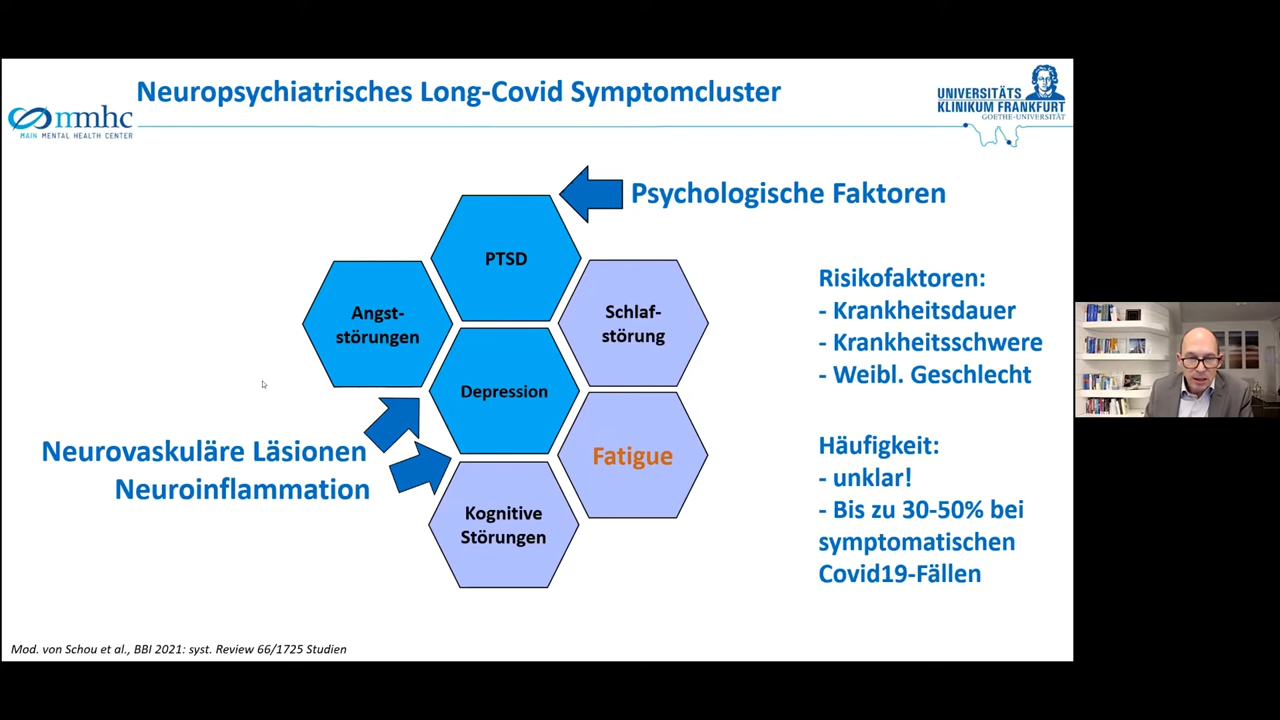 Neuropsychiatrisches Long-Covid Symptomcluster
mmhc
MAIN MENTAL HEALTH CENTER
UNIVERSITÄTS
KLINIKUM FRANKFURT
GOETHE-UNIVERSITÄT
Psychologische Faktoren
PTSD
Angst-
störungen
Schlaf-
störung
Depression
Fatigue
Kognitive
Störungen
Neurovaskuläre Läsionen
Neuroinflammation
Risikofaktoren:
- Krankheitsdauer
- Krankheitsschwere
- Weibl. Geschlecht
Häufigkeit:
- unklar!
- Bis zu 30-50% bei
symptomatischen
Covid19-Fällen
Mod. von Schou et al., BBI 2021: syst. Review 66/1725 Studien